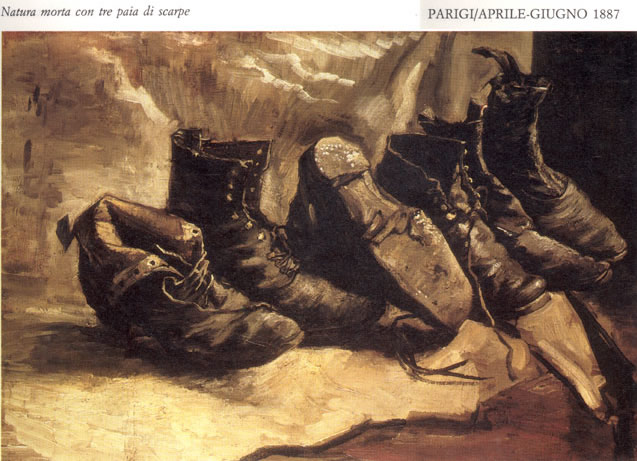 Natura morta con tre paia di scarpe
PARIGI/APRILE-GIUGNO 1887